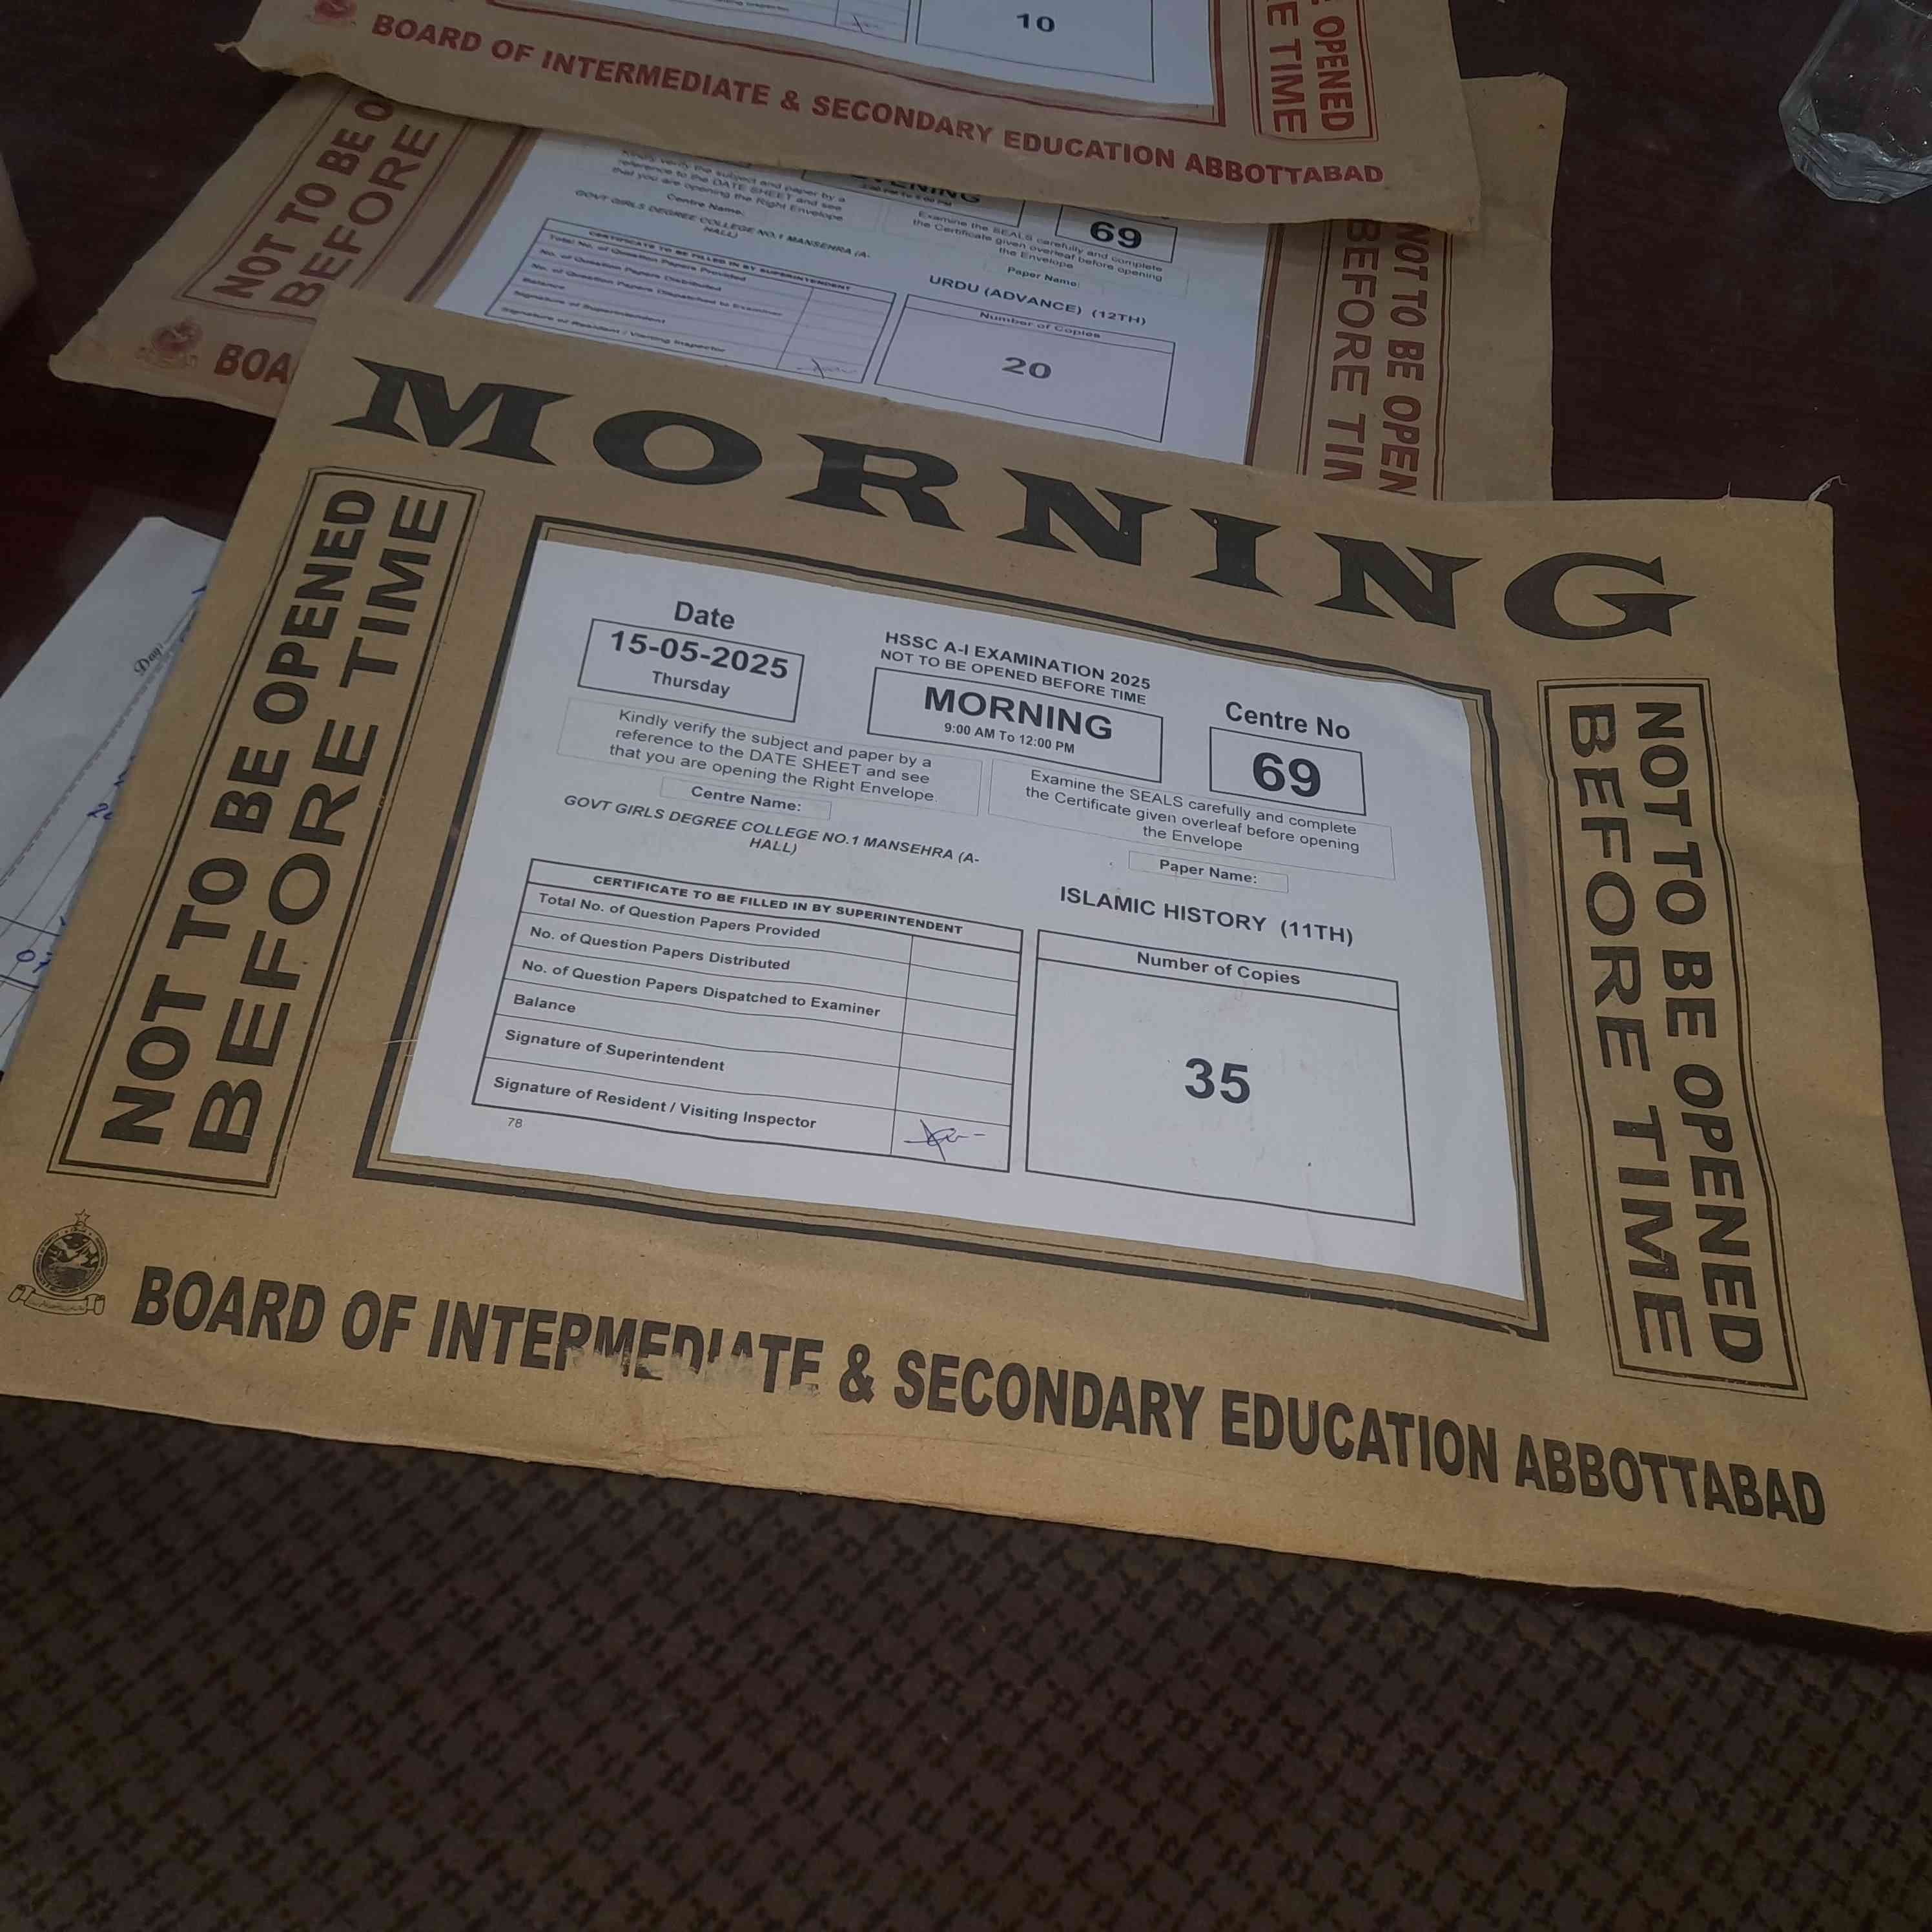 10
BOARD OF INTERMEDIATE & SECONDARY EDUCATION ABBOTTABAD
OPENED
TIME
NOT TO BE O
BEFORE
Kindly verify the subject and paper by a
reference to the DATE SHEET and see
that you are opening the Right Envelope
Centre Name:
GOVT GIRLS DEGREE COLLEGE NO.1 MANSEHRA (A-
HALL)
69
Examine the SEALS carefully and complete
the Certificate given overleaf before opening
the Envelope
Paper Name:
URDU (ADVANCE) (12TH)
CERTIFICATE TO BE FILLED IN BY SUPERINTENDENT
Total No. of Question Papers Provided
No. of Question Papers Distributed
No. of Question Papers Dispatched to Examiner
Balance
Signature of Superintendent
Signature of Resident / Visiting Inspector
Number of Copies
20
NOT TO BE OPEN
BEFORE TIM
BOA
MORNING
NOT TO BE OPENED
BEFORE TIME
Date
15-05-2025
Thursday
HSSC A-I EXAMINATION 2025
NOT TO BE OPENED BEFORE TIME
MORNING
9:00 AM To 12:00 PM
Centre No
69
Kindly verify the subject and paper by a
reference to the DATE SHEET and see
that you are opening the Right Envelope
Examine the SEALS carefully and complete
the Certificate given overleaf before opening
the Envelope
Centre Name:
GOVT GIRLS DEGREE COLLEGE NO.1 MANSEHRA (A-
HALL)
Paper Name:
ISLAMIC HISTORY (11TH)
CERTIFICATE TO BE FILLED IN BY SUPERINTENDENT
Total No. of Question Papers Provided
No. of Question Papers Distributed
No. of Question Papers Dispatched to Examiner
Balance
Signature of Superintendent
Signature of Resident / Visiting Inspector
78
Number of Copies
35
NOT TO BE OPENED
BEFORE TIME
BOARD OF INTERMEDIATE & SECONDARY EDUCATION ABBOTTABAD
Day